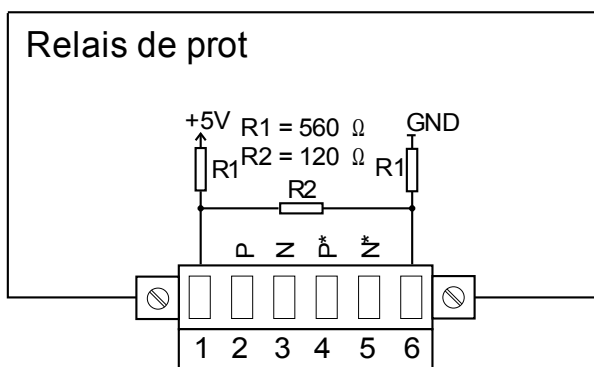 Relais de prot
+5V R1 = 560 Ω GND
R1 R2 = 120 Ω R1
R2
P N P* N*
1 2 3 4 5 6